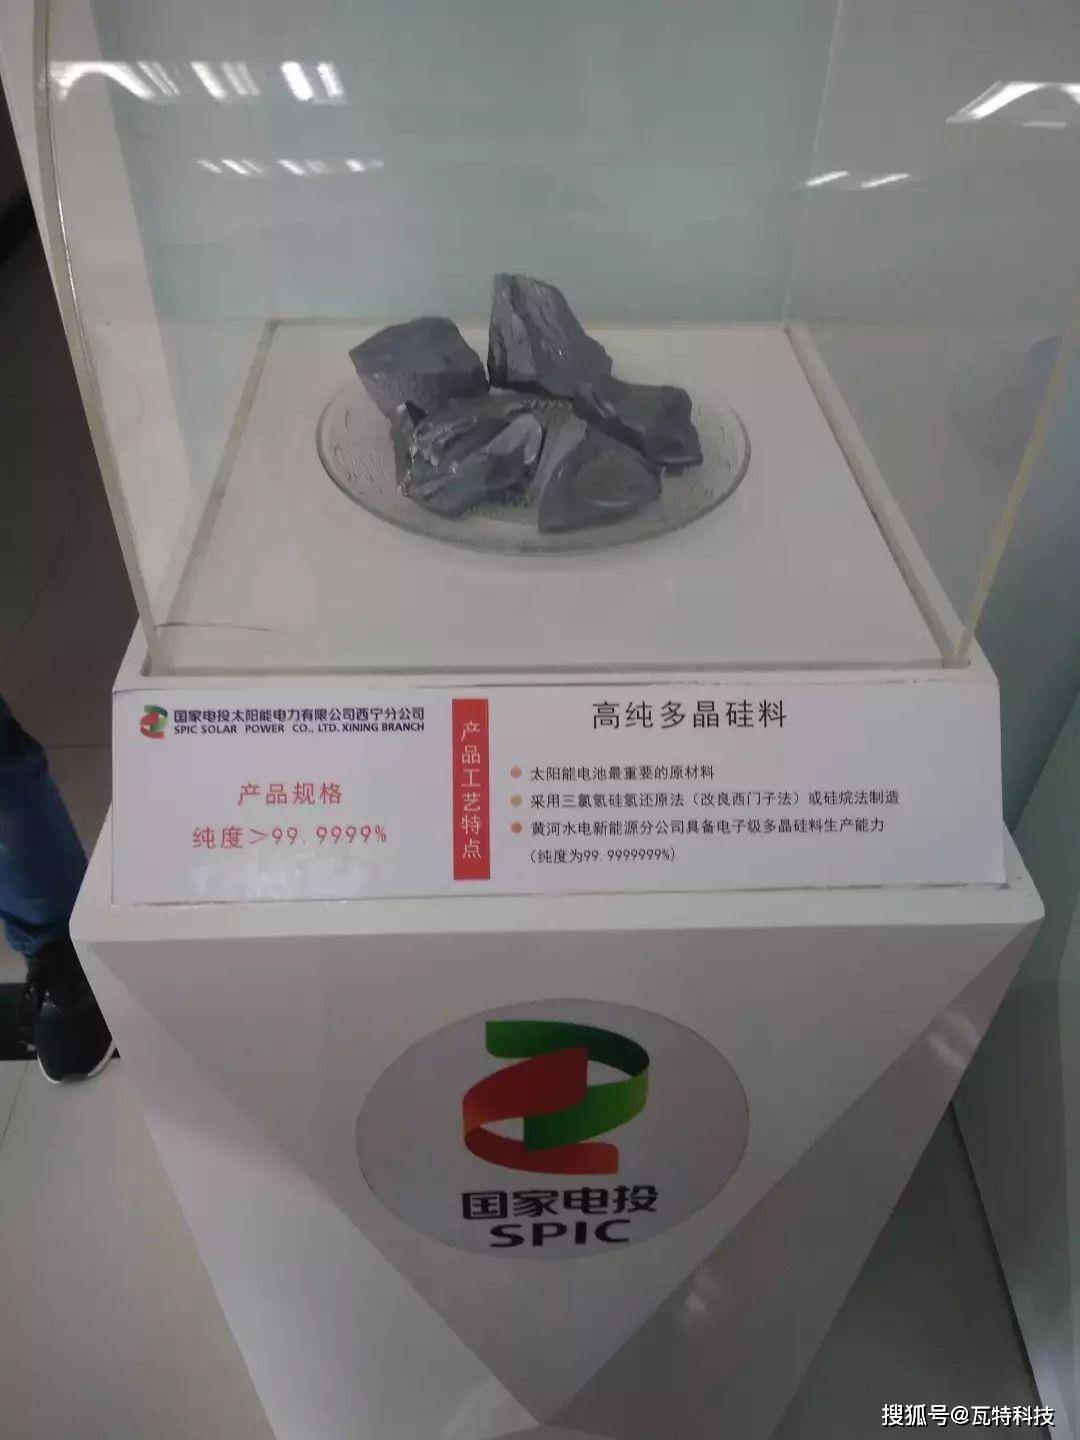 国家电投太阳能电力有限公司西宁分公司
SPIC SOLAR POWER CO., LTD. XINING BRANCH
产品规格
纯度＞99.9999%
产品工艺特点
高纯多晶硅料
太阳能电池最重要的原材料
采用三氯氢硅氢还原法（改良西门子法）或硅烷法制造
黄河水电新能源分公司具备电子级多晶硅料生产能力
（纯度为99.9999999%）
国家电投
SPIC
搜狐号@瓦特科技